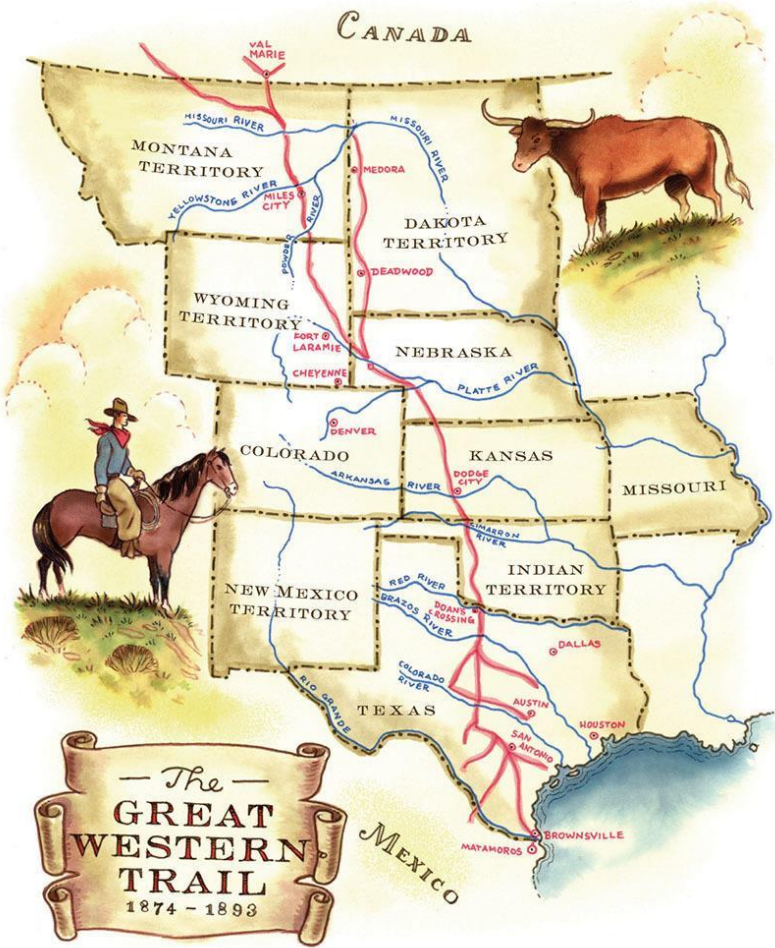 CANADA
VAL
MARIE
MISSOURI RIVER
MISSOURI RIVER
MONTANA
TERRITORY
MEDORA
YELLOWSTONE RIVER
MILES
CITY
POWDER RIVER
DAKOTA
TERRITORY
DEADWOOD
WYOMING
TERRITORY
FORT
LARAMIE
NEBRASKA
CHEYENNE
PLATTE RIVER
DENVER
COLORADO
KANSAS
ARKANSAS RIVER
DODGE
CITY
MISSOURI
CIMARRON
RIVER
INDIAN
TERRITORY
NEW MEXICO
TERRITORY
RED RIVER
BRAZOS RIVER
DOAN'S
CROSSING
DALLAS
COLORADO
RIVER
RIO GRANDE
TEXAS
AUSTIN
HOUSTON
SAN
ANTONIO
BROWNSVILLE
MATAMOROS
MEXICO
— The —
GREAT
WESTERN
TRAIL
1874 – 1893